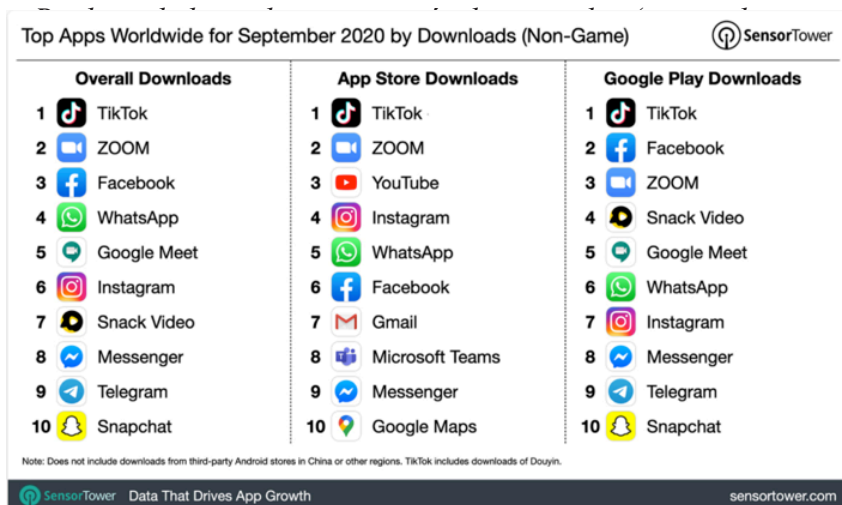 Top Apps Worldwide for September 2020 by Downloads (Non-Game)
SensorTower
Overall Downloads
1 TikTok
2 ZOOM
3 Facebook
4 WhatsApp
5 Google Meet
6 Instagram
7 Snack Video
8 Messenger
9 Telegram
10 Snapchat
App Store Downloads
1 TikTok
2 ZOOM
3 YouTube
4 Instagram
5 WhatsApp
6 Facebook
7 Gmail
8 Microsoft Teams
9 Messenger
10 Google Maps
Google Play Downloads
1 TikTok
2 Facebook
3 ZOOM
4 Snack Video
5 Google Meet
6 WhatsApp
7 Instagram
8 Messenger
9 Telegram
10 Snapchat
Note: Does not include downloads from third-party Android stores in China or other regions. TikTok includes downloads of Douyin.
SensorTower Data That Drives App Growth
sensortower.com